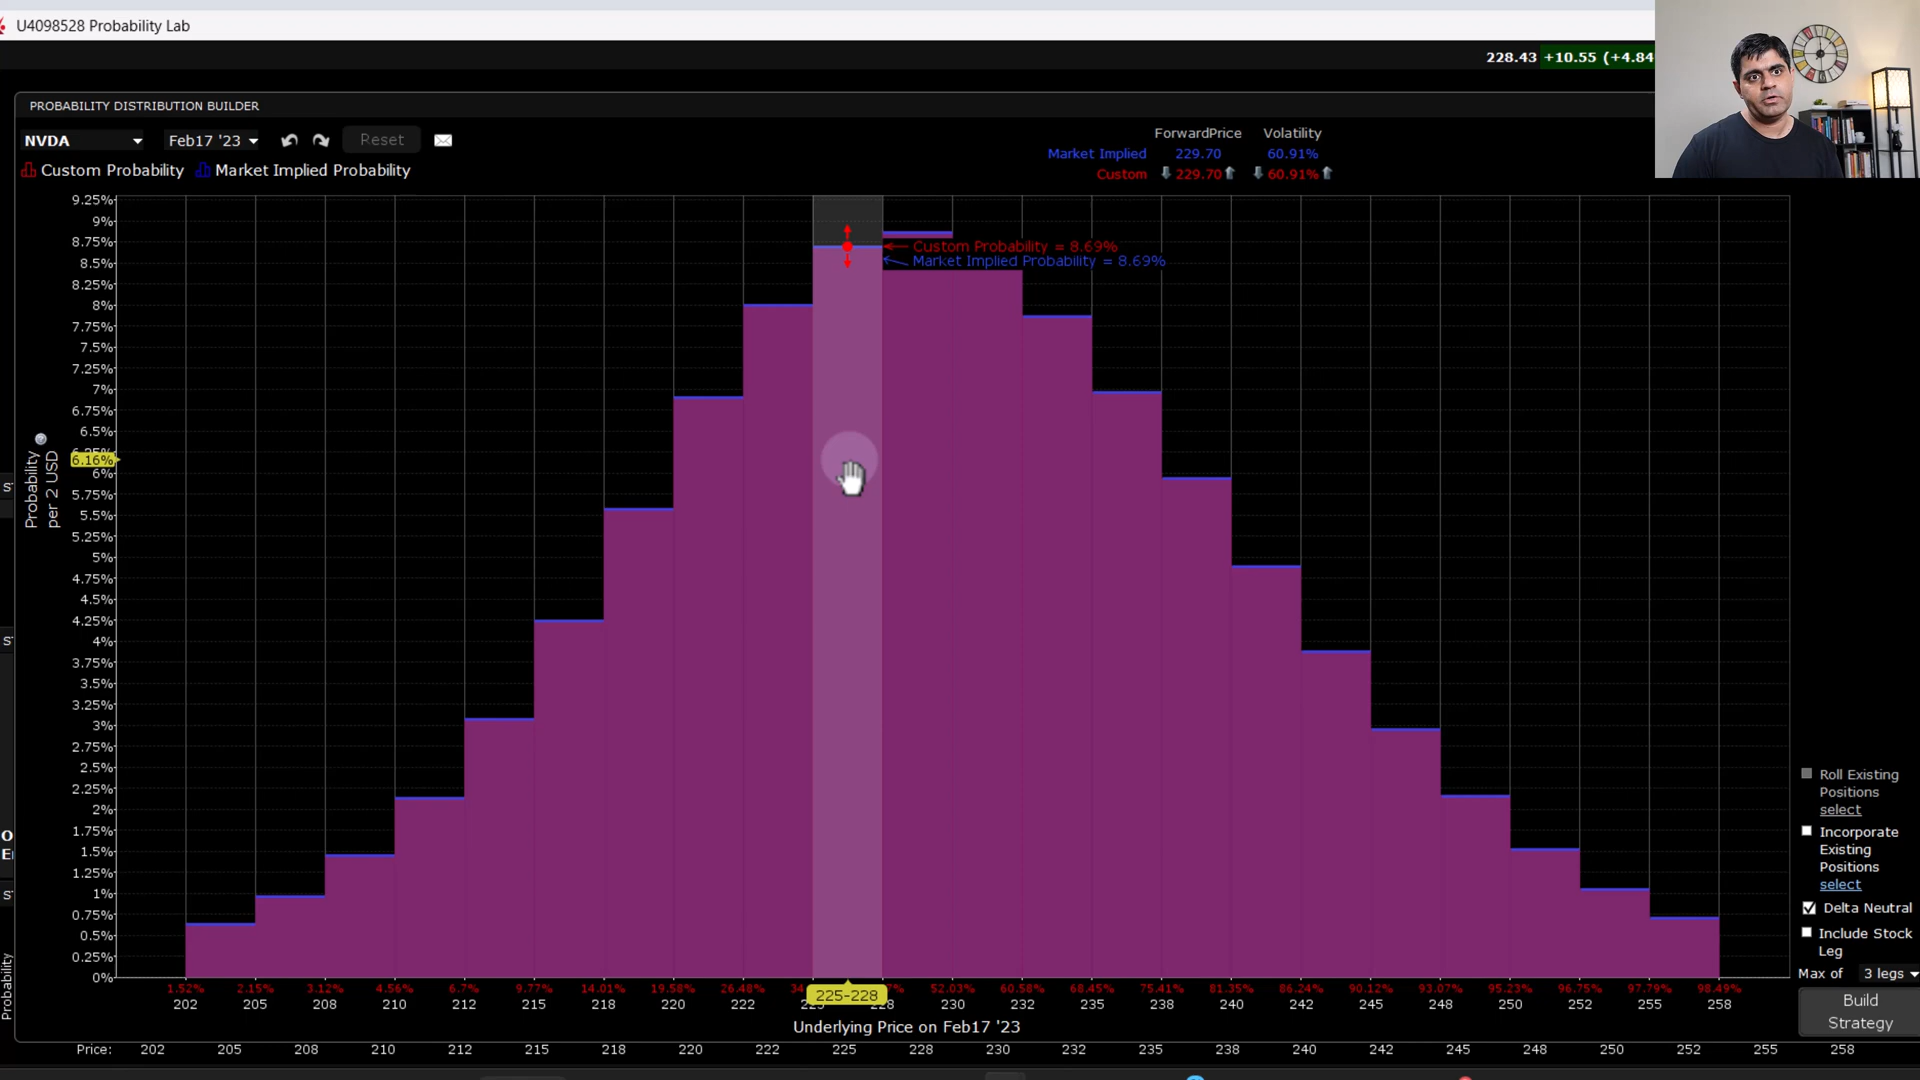 U4098528 Probability Lab
228.43 +10.55 (+4.84
PROBABILITY DISTRIBUTION BUILDER
NVDA Feb17 '23 Reset
ForwardPrice Volatility
Market Implied 229.70 60.91%
Custom 229.70 60.91%
Custom Probability Market Implied Probability
9.25%
9%
8.75%
8.5%
8.25%
8%
7.75%
7.5%
7.25%
7%
6.75%
6.5%
6.16%
6%
5.75%
5.5%
5.25%
5%
4.75%
4.5%
4.25%
4%
3.75%
3.5%
3.25%
3%
2.75%
2.5%
2.25%
2%
1.75%
1.5%
1.25%
1%
0.75%
0.5%
0.25%
0%
Probability
per 2 USD
Custom Probability = 8.69%
Market Implied Probability = 8.69%
1.52% 2.15% 3.12% 4.56% 6.7% 9.77% 14.01% 19.58% 26.48% 52.03% 60.58% 68.45% 75.41% 81.35% 86.24% 90.12% 93.07% 95.23% 96.75% 97.79% 98.49%
225-228
202 205 208 210 212 215 218 220 222 228 230 232 235 238 240 242 245 248 250 252 255 258
Underlying Price on Feb17 '23
Price: 202 205 208 210 212 215 218 220 222 225 228 230 232 235 238 240 242 245 248 250 252 255 258
Roll Existing
Positions
select
Incorporate
Existing
Positions
select
Delta Neutral
Include Stock
Leg
Max of 3 legs
Build
Strategy
Probability